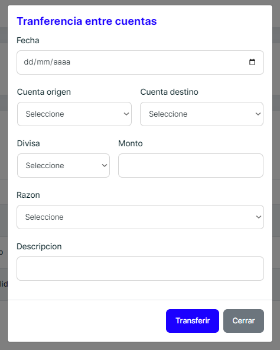 Tranferencia entre cuentas
Fecha
dd/mm/aaaa
Cuenta origen Cuenta destino
Seleccione Seleccione
Divisa Monto
Seleccione
Razon
Seleccione
Descripcion
Transferir Cerrar